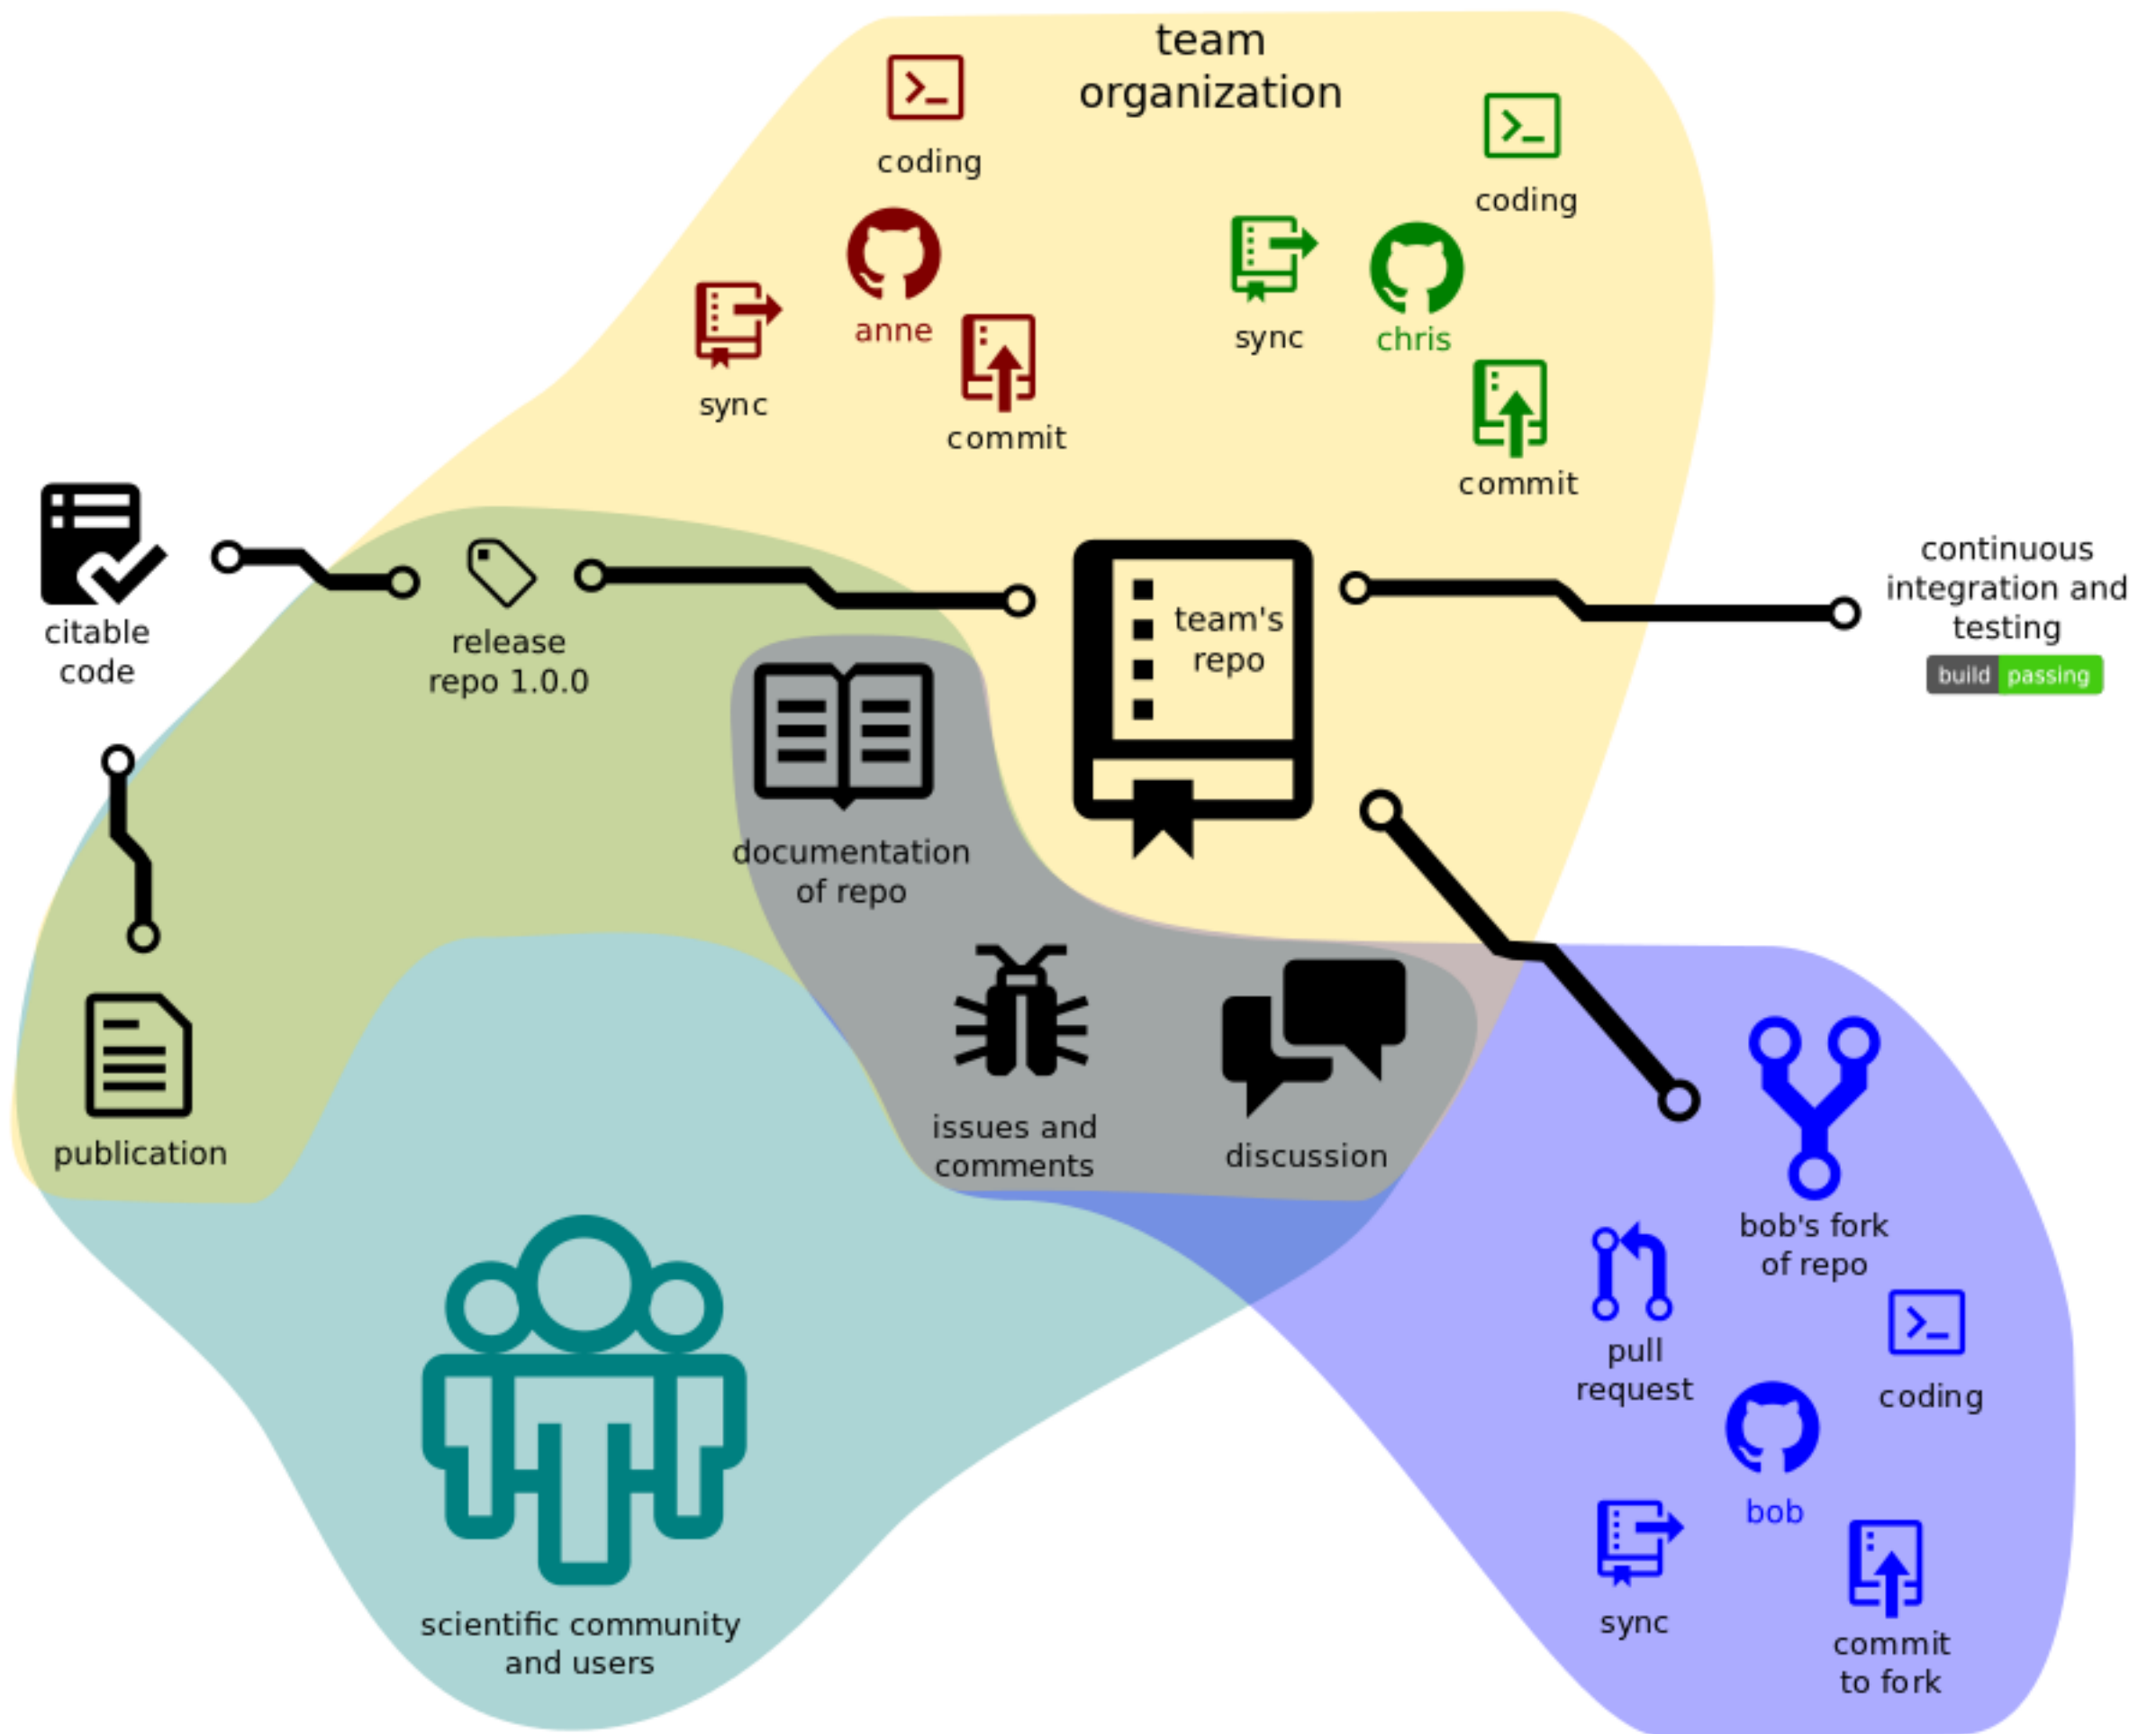 team
organization
coding
coding
anne
sync
commit
sync
chris
commit
citable
code
release
repo 1.0.0
team's
repo
continuous
integration and
testing
build passing
documentation
of repo
publication
issues and
comments
discussion
bob's fork
of repo
pull
request
coding
bob
sync
commit
to fork
scientific community
and users